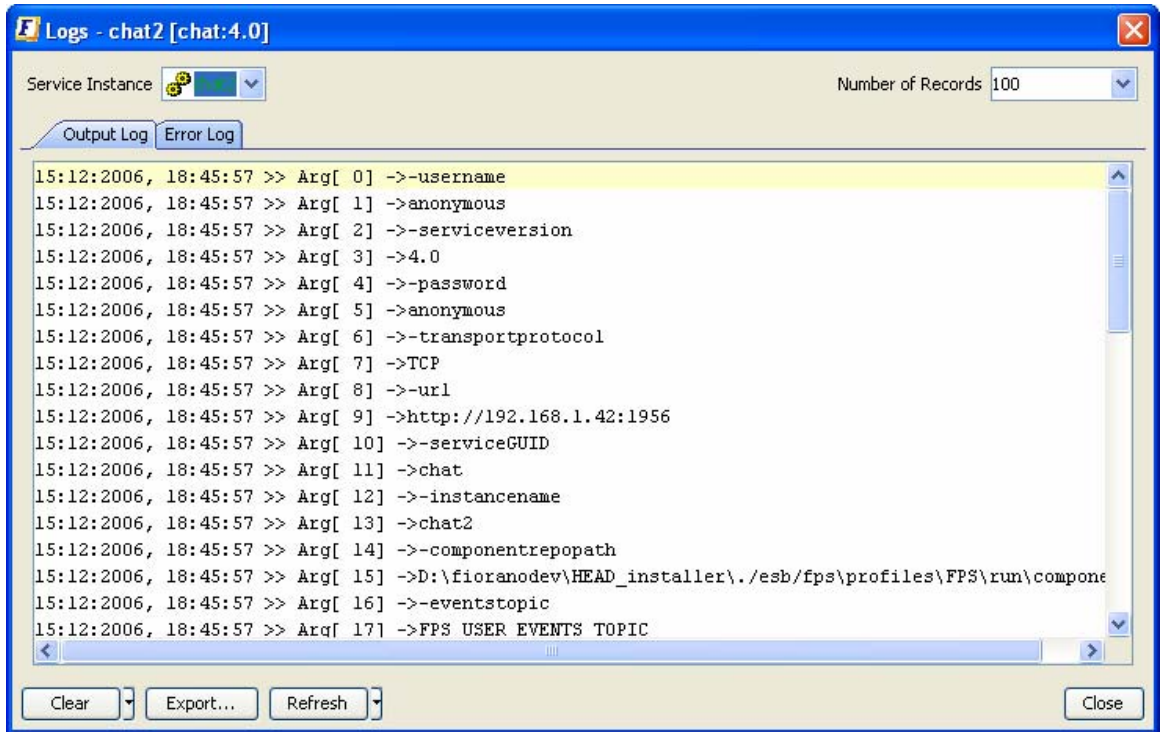 Logs - chat2 [chat:4.0]
Service Instance chat2 Number of Records 100
Output Log Error Log
15:12:2006, 18:45:57 >> Arg[ 0] ->-username
15:12:2006, 18:45:57 >> Arg[ 1] ->anonymous
15:12:2006, 18:45:57 >> Arg[ 2] ->-serviceversion
15:12:2006, 18:45:57 >> Arg[ 3] ->4.0
15:12:2006, 18:45:57 >> Arg[ 4] ->-password
15:12:2006, 18:45:57 >> Arg[ 5] ->anonymous
15:12:2006, 18:45:57 >> Arg[ 6] ->-transportprotocol
15:12:2006, 18:45:57 >> Arg[ 7] ->TCP
15:12:2006, 18:45:57 >> Arg[ 8] ->-url
15:12:2006, 18:45:57 >> Arg[ 9] ->http://192.168.1.42:1956
15:12:2006, 18:45:57 >> Arg[ 10] ->-serviceGUID
15:12:2006, 18:45:57 >> Arg[ 11] ->chat
15:12:2006, 18:45:57 >> Arg[ 12] ->-instancename
15:12:2006, 18:45:57 >> Arg[ 13] ->chat2
15:12:2006, 18:45:57 >> Arg[ 14] ->-componentrepopath
15:12:2006, 18:45:57 >> Arg[ 15] ->D:\fioranodev\HEAD_installer\./esb/fps\profiles\FPS\run\compone
15:12:2006, 18:45:57 >> Arg[ 16] ->-eventstopic
15:12:2006, 18:45:57 >> Arg[ 17] ->FPS_USER_EVENTS_TOPIC
Clear Export... Refresh Close